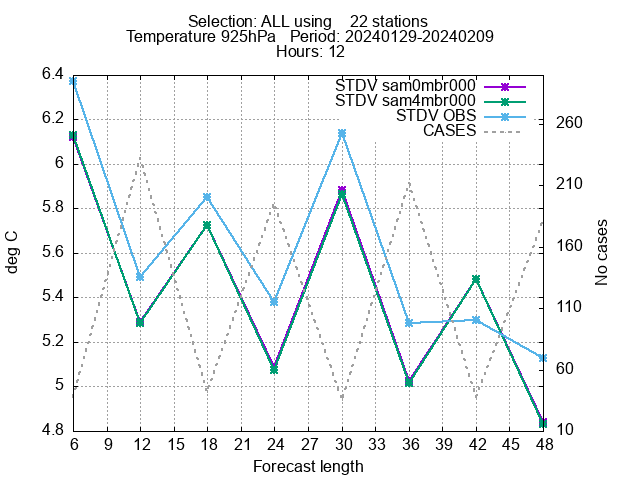 Selection: ALL using 22 stations
Temperature 925hPa Period: 20240129-20240209
Hours: 12
STDV sam0mbr000
STDV sam4mbr000
STDV OBS
CASES
deg C
6.4
6.2
6
5.8
5.6
5.4
5.2
5
4.8
No cases
260
210
160
110
60
10
6 9 12 15 18 21 24 27 30 33 36 39 42 45 48
Forecast length